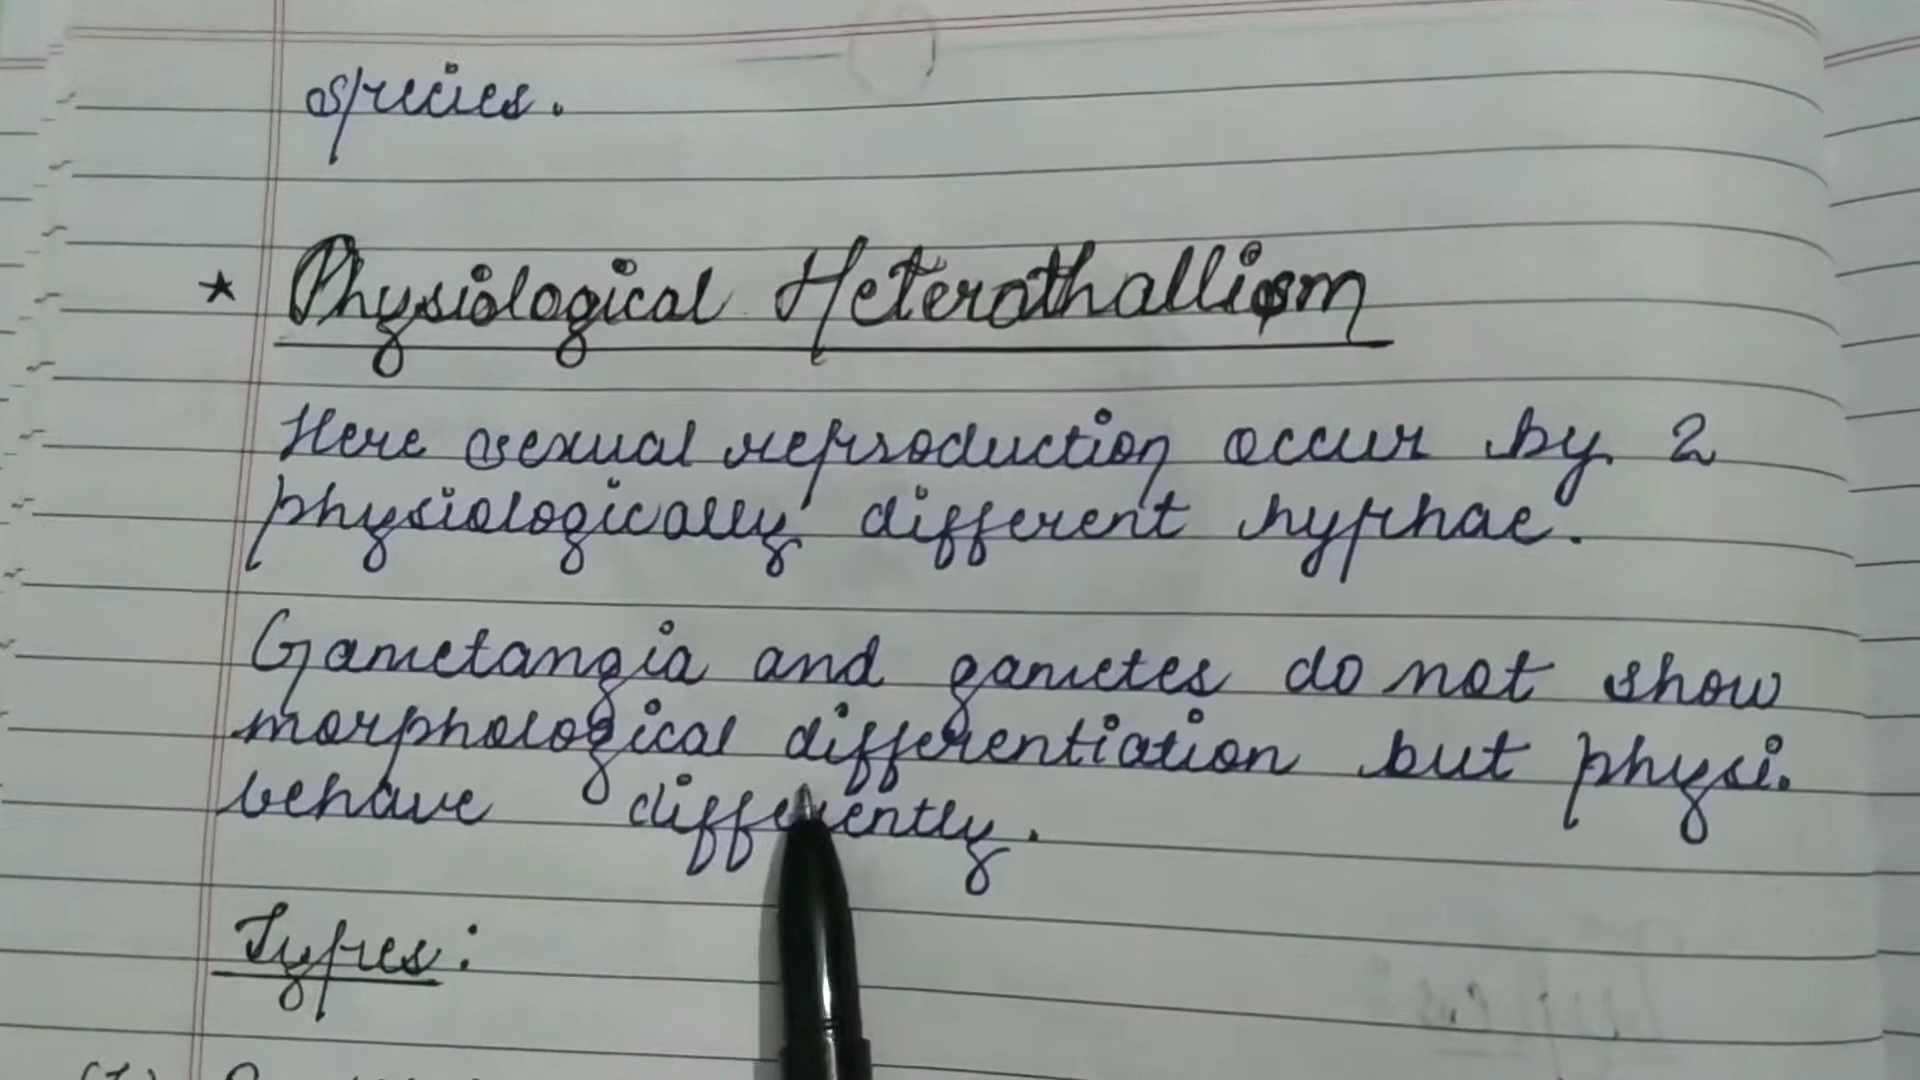 species.
★ Physiological Heterothallism
Here sexual reproduction occur by 2
physiologically different hyphae.
Gametangia and gametes do not show
morphological differentiation but physi.
behave differently.
Types: